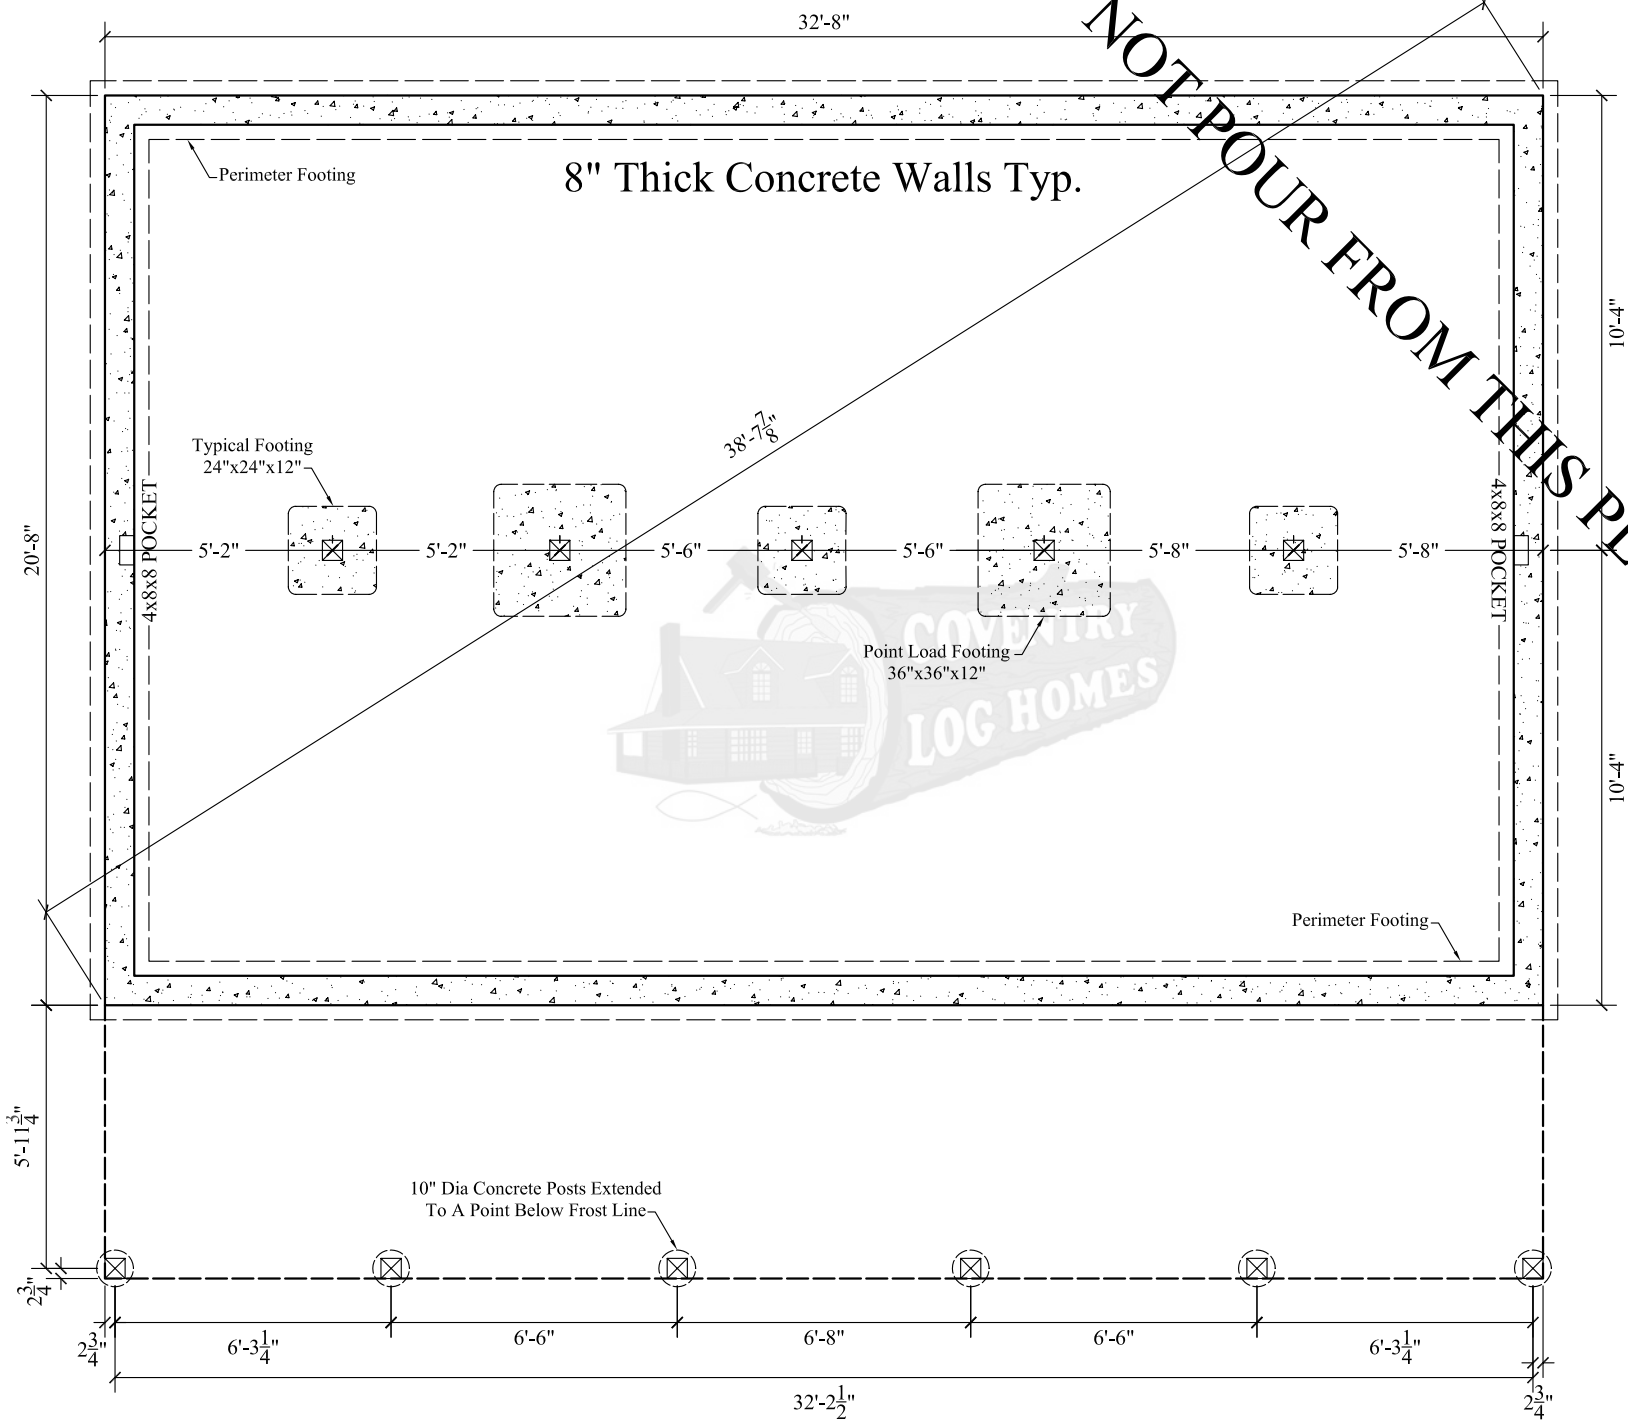 32'-8"
NOT POUR FROM THIS PL
Perimeter Footing
8" Thick Concrete Walls Typ.
10'-4"
38'-7 7/8"
Typical Footing
24"x24"x12"
4x8x8 POCKET
4x8x8 POCKET
20'-8"
5'-2"
5'-2"
5'-6"
5'-6"
5'-8"
5'-8"
COVENTRY
LOG HOMES
Point Load Footing
36"x36"x12"
10'-4"
Perimeter Footing
5'-11 3/4"
10" Dia Concrete Posts Extended
To A Point Below Frost Line
2 3/4"
2 3/4"
6'-3 1/4"
6'-6"
6'-8"
6'-6"
6'-3 1/4"
32'-2 1/2"
2 3/4"